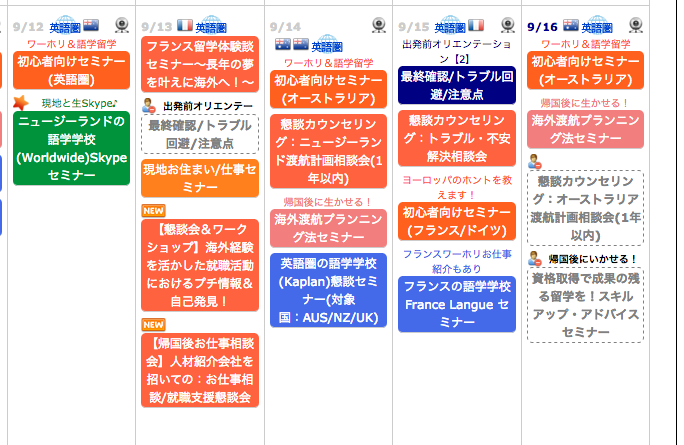 9/12 英語圏
ワーホリ＆語学留学
初心者向けセミナー
(英語圏)
現地と生Skype♪
ニュージーランドの
語学学校
(Worldwide)Skype
セミナー
9/13 英語圏
フランス留学体験談
セミナー～長年の夢
を叶えに海外へ！～
出発前オリエンテー
最終確認/トラブル
回避/注意点
現地お住まい/仕事セ
ミナー
NEW
【懇談会＆ワーク
ショップ】海外経験
を活かした就職活動
におけるプチ情報＆
自己発見！
NEW
【帰国後お仕事相談
会】人材紹介会社を
招いての：お仕事相
談/就職支援懇談会
9/14
英語圏
ワーホリ＆語学留学
初心者向けセミナー
(オーストラリア)
懇談カウンセリン
グ：ニュージーラン
ド渡航計画相談会(1
年以内)
帰国後に生かせる！
海外渡航プランニン
グ法セミナー
英語圏の語学学校
(Kaplan)懇談セミ
ナー(対象
国：AUS/NZ/UK)
9/15 英語圏
出発前オリエンテーショ
ン【2】
最終確認/トラブル回
避/注意点
懇談カウンセリン
グ：トラブル・不安
解決相談会
ヨーロッパのホントを教
えます！
初心者向けセミナー
(フランス/ドイツ)
フランスワーホリお仕事
紹介もあり
フランスの語学学校
France Langue セ
ミナー
9/16 英語圏
ワーホリ＆語学留学
初心者向けセミナー
(オーストラリア)
帰国後に生かせる！
海外渡航プランニン
グ法セミナー
懇談カウンセリン
グ：オーストラリア
渡航計画相談会(1年
以内)
帰国後にいかせる！
資格取得で成果の残
る留学を！スキル
アップ・アドバイス
セミナー